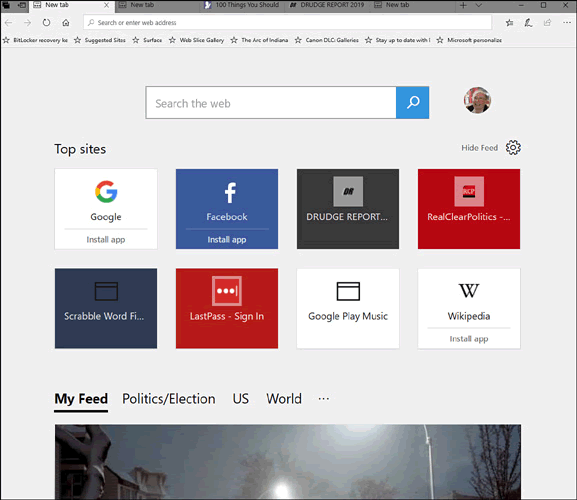 New tab
New tab
100 Things You Should
DRUDGE REPORT 2019
New tab
Search or enter web address
BitLocker recovery ke
Suggested Sites
Surface
Web Slice Gallery
The Arc of Indiana
Canon DLC: Galleries
Stay up to date with l
Microsoft personalize
Search the web
Top sites
Hide Feed
Google
Install app
Facebook
Install app
DR
DRUDGE REPORT...
RCP
RealClearPolitics -...
Scrabble Word Fi...
LastPass - Sign In
Google Play Music
W
Wikipedia
Install app
My Feed
Politics/Election
US
World